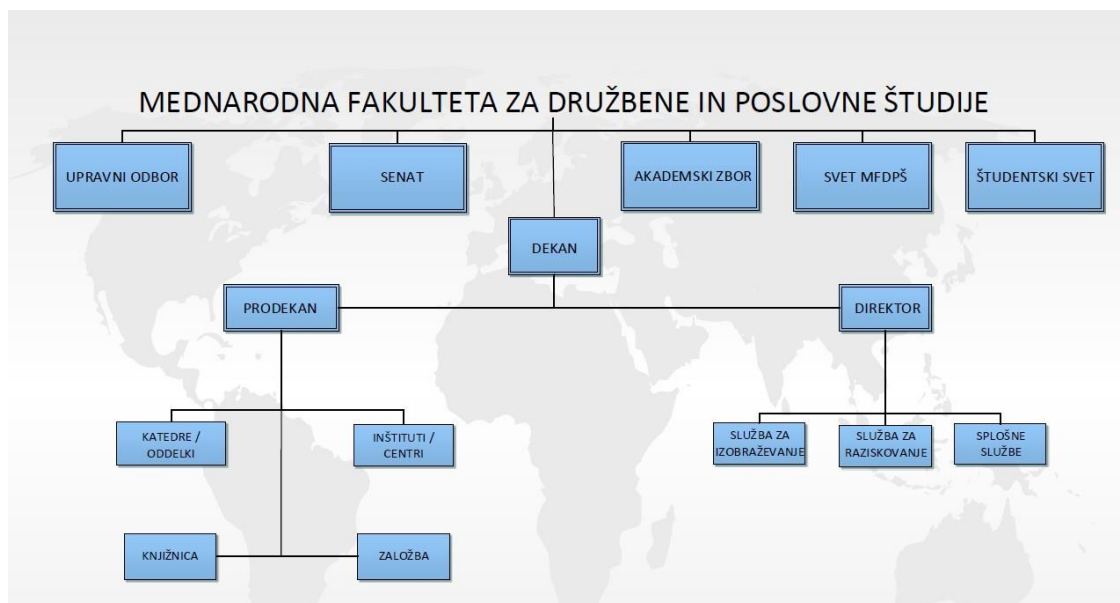 MEDNARODNA FAKULTETA ZA DRUŽBENE IN POSLOVNE ŠTUDIJE
UPRAVNI ODBOR
SENAT
AKADEMSKI ZBOR
SVET MFDPŠ
ŠTUDENTSKI SVET
DEKAN
PRODEKAN
DIREKTOR
KATEDRE /
ODDELKI
INŠTITUTI /
CENTRI
SLUŽBA ZA
IZOBRAŽEVANJE
SLUŽBA ZA
RAZISKOVANJE
SPLOŠNE
SLUŽBE
KNJIŽNICA
ZALOŽBA